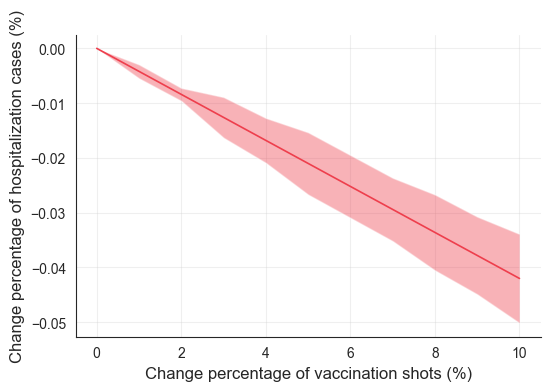 Change percentage of hospitalization cases (%)
0.00
−0.01
−0.02
−0.03
−0.04
−0.05
0 2 4 6 8 10
Change percentage of vaccination shots (%)